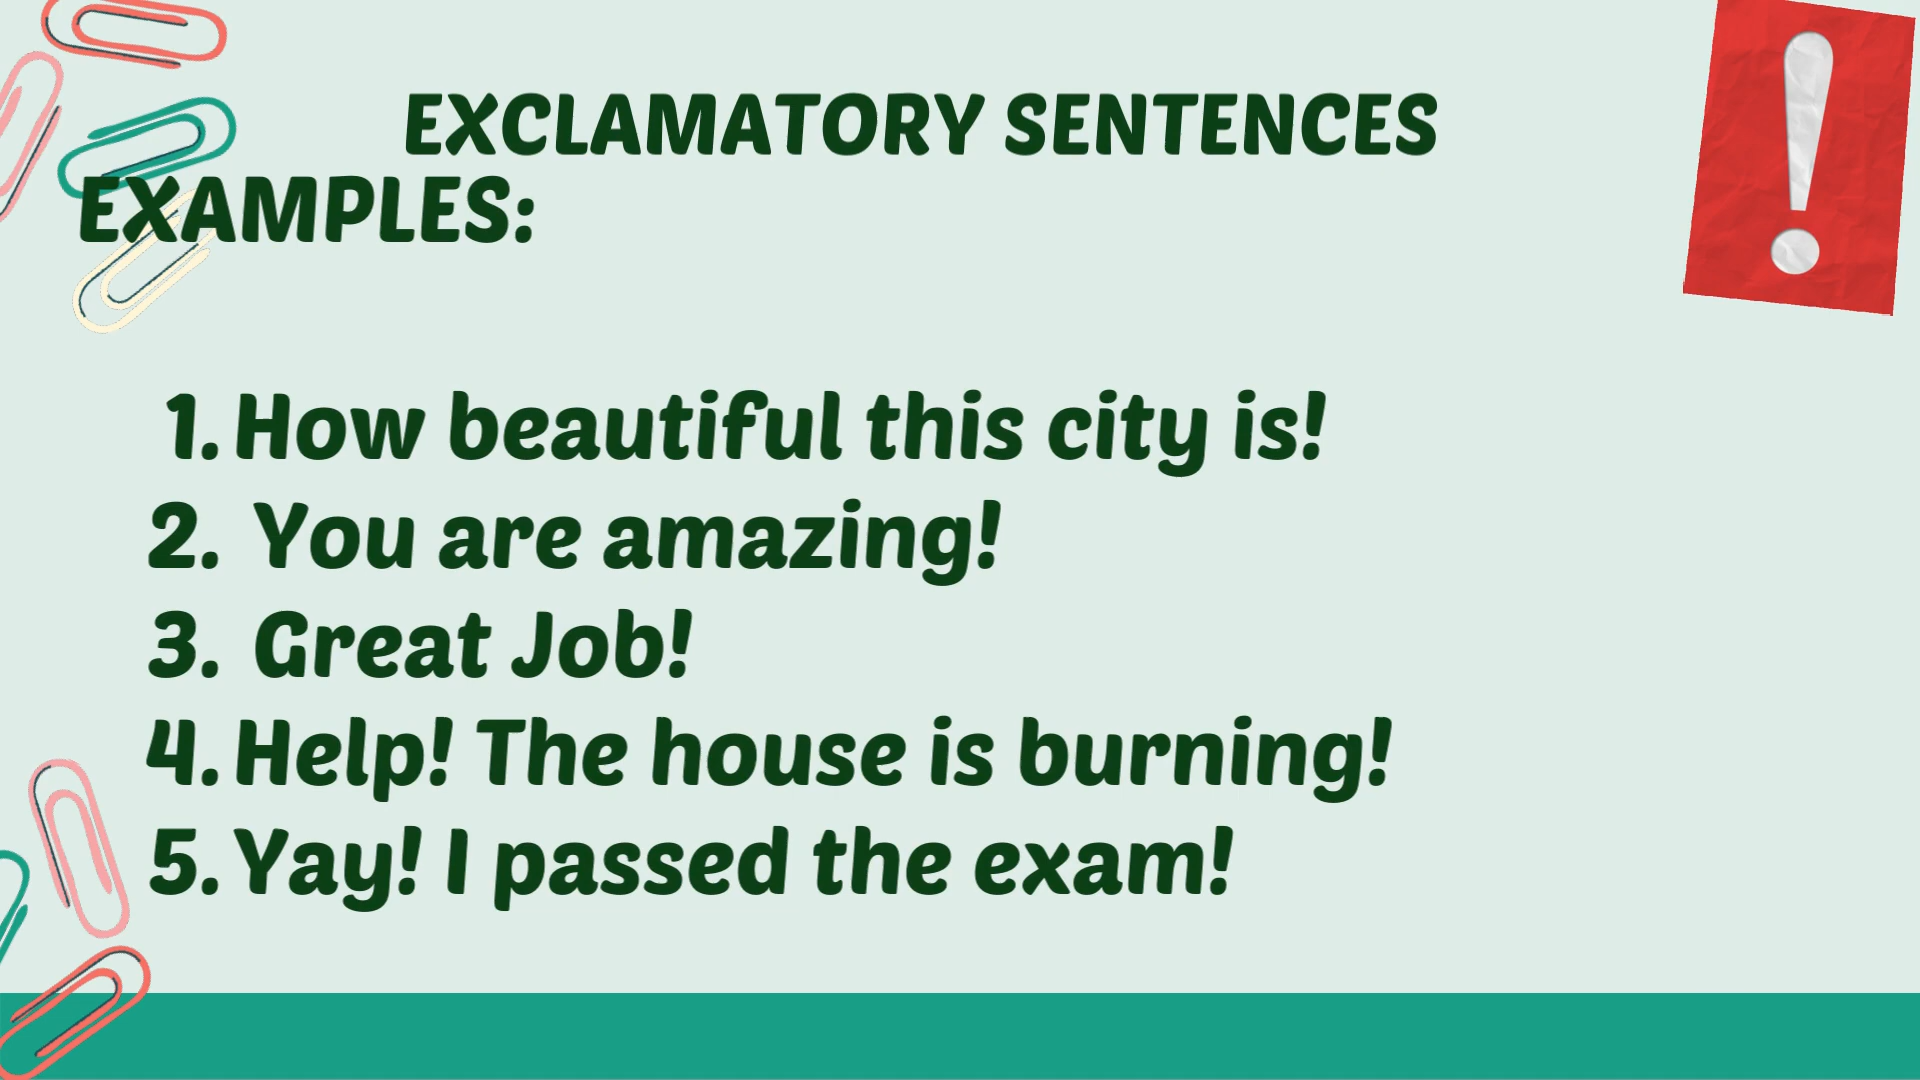 EXCLAMATORY SENTENCES
EXAMPLES:
1. How beautiful this city is!
2. You are amazing!
3. Great Job!
4. Help! The house is burning!
5. Yay! I passed the exam!